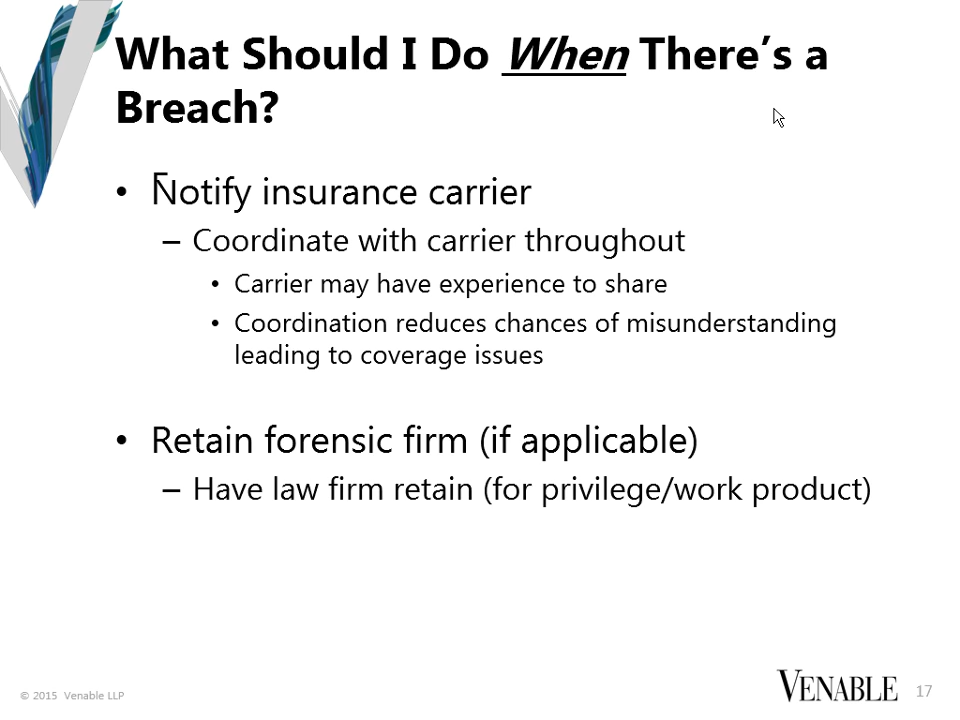 What Should I Do When There's a
Breach?
• Notify insurance carrier
– Coordinate with carrier throughout
• Carrier may have experience to share
• Coordination reduces chances of misunderstanding
leading to coverage issues
• Retain forensic firm (if applicable)
– Have law firm retain (for privilege/work product)
© 2015 Venable LLP
VENABLE
17